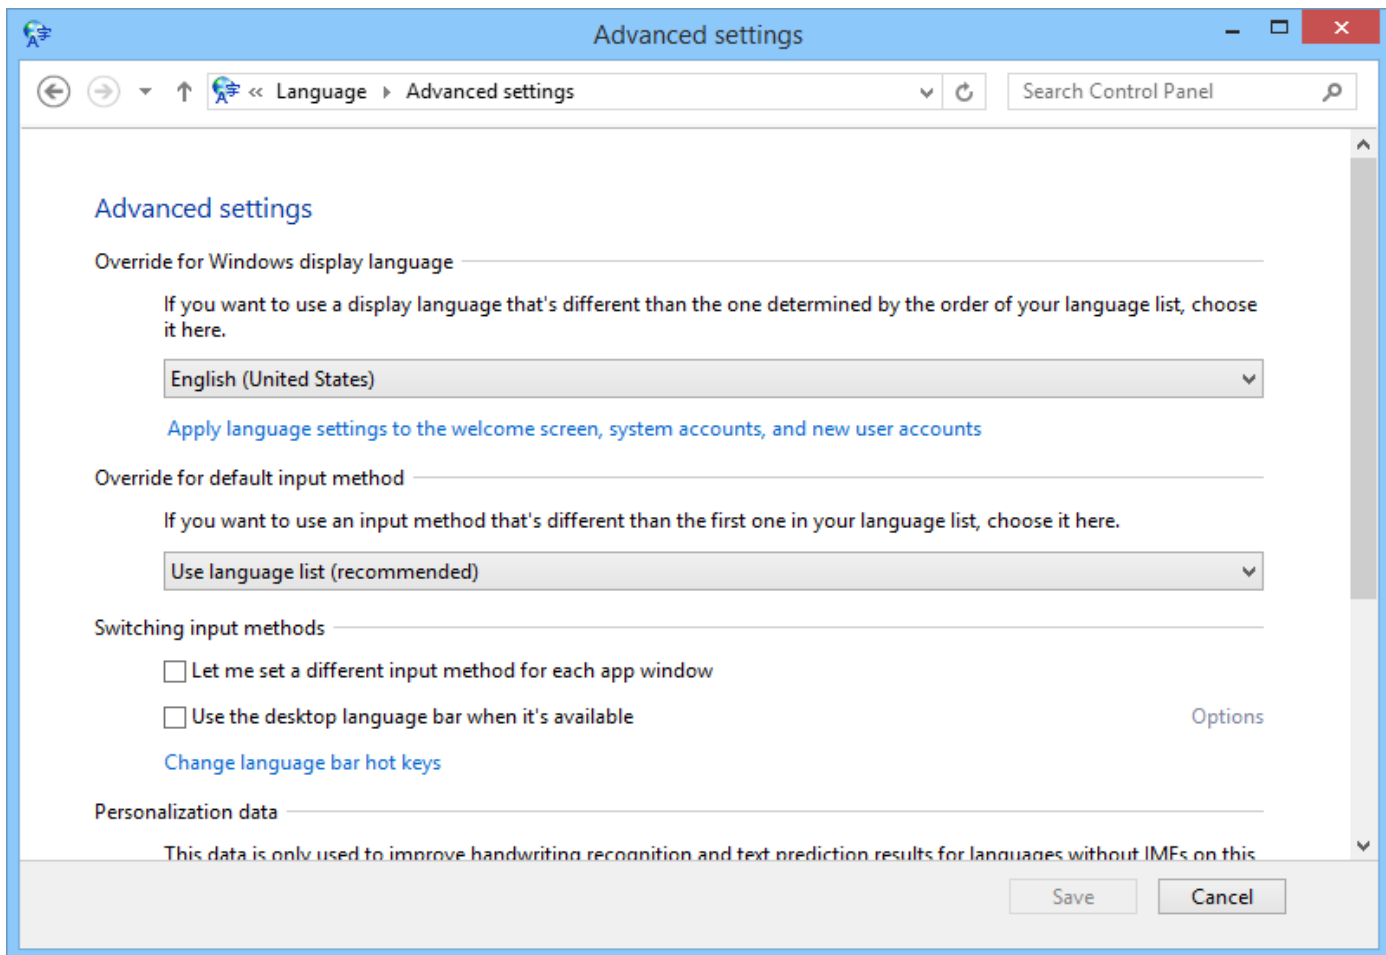 Advanced settings
« Language Advanced settings
Search Control Panel
Advanced settings
Override for Windows display language
If you want to use a display language that's different than the one determined by the order of your language list, choose
it here.
English (United States)
Apply language settings to the welcome screen, system accounts, and new user accounts
Override for default input method
If you want to use an input method that's different than the first one in your language list, choose it here.
Use language list (recommended)
Switching input methods
Let me set a different input method for each app window
Use the desktop language bar when it's available
Options
Change language bar hot keys
Personalization data
This data is only used to improve handwriting recognition and text prediction results for languages without IMEs on this
Save
Cancel